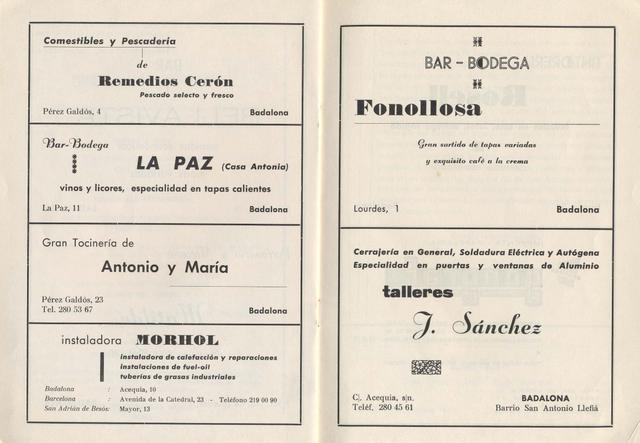 Comestibles y Pescadería
de
Remedios Cerón
Pescado selecto y fresco
Pérez Galdós, 4 Badalona
Bar-Bodega
LA PAZ (Casa Antonia)
vinos y licores, especialidad en tapas calientes
La Paz, 11 Badalona
Gran Tocinería de
Antonio y María
Pérez Galdós, 23
Tel. 280 53 67 Badalona
instaladora MORHOL
instaladora de calefacción y reparaciones
instalaciones de fuel-oil
tuberías de grasas industriales
Badalona : Acequia, 10
Barcelona : Avenida de la Catedral, 23 - Teléfono 219 00 90
San Adrián de Besós: Mayor, 13
BAR - BODEGA
Fonollosa
Gran surtido de tapas variadas
y exquisito café a la crema
Lourdes, 1 Badalona
Cerrajería en General, Soldadura Eléctrica y Autógena
Especialidad en puertas y ventanas de Aluminio
talleres
J. Sánchez
C/. Acequia, s/n. BADALONA
Teléf. 280 45 61 Barrio San Antonio Llefiá